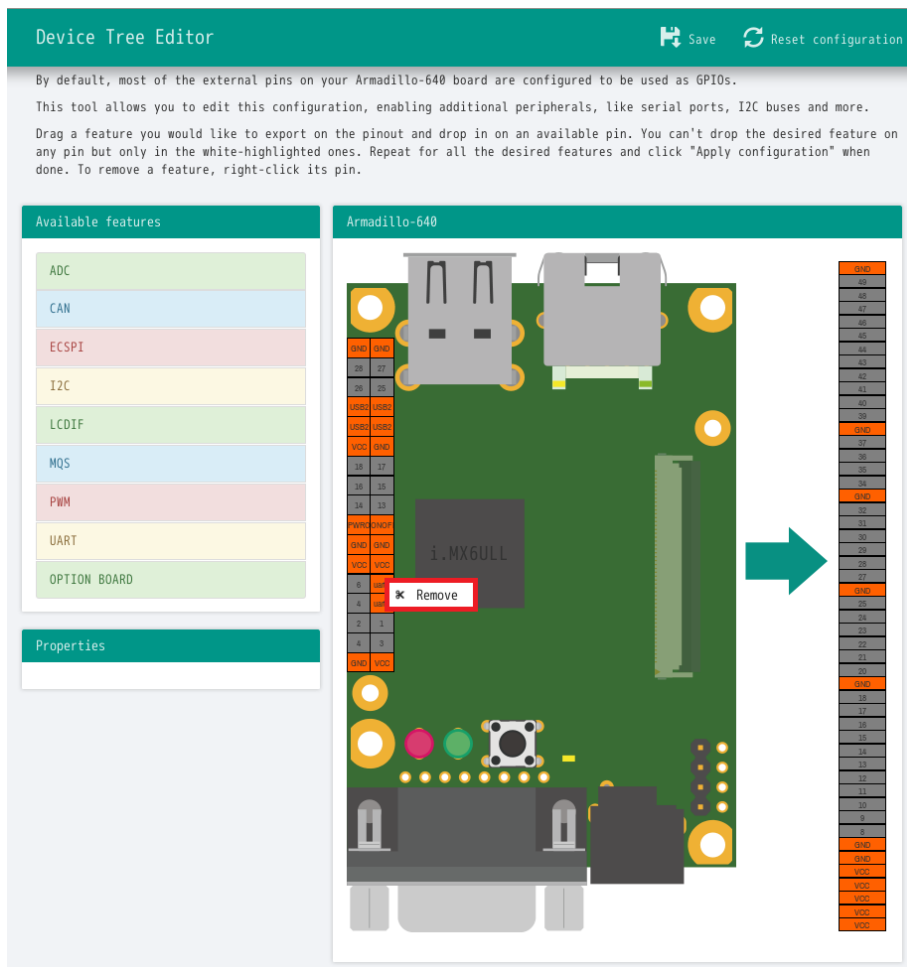 Device Tree Editor
Save
Reset configuration
By default, most of the external pins on your Armadillo-640 board are configured to be used as GPIOs.
This tool allows you to edit this configuration, enabling additional peripherals, like serial ports, I2C buses and more.
Drag a feature you would like to export on the pinout and drop in on an available pin. You can't drop the desired feature on
any pin but only in the white-highlighted ones. Repeat for all the desired features and click "Apply configuration" when
done. To remove a feature, right-click its pin.
Available features
ADC
CAN
ECSPI
I2C
LCDIF
MQS
PWM
UART
OPTION BOARD
Properties
Armadillo-640
GND GND
28 27
26 25
USB2 USB2
USB2 USB2
VCC GND
18 17
16 15
14 13
PWRO ONOF
GND GND
VCC VCC
6
4
2 1
4 3
GND VCC
i.MX6ULL
Remove
GND
49
48
47
46
45
44
43
42
41
40
39
GND
37
36
35
34
GND
32
31
30
29
28
27
GND
25
24
23
22
21
20
GND
18
17
16
15
14
13
12
11
10
9
8
GND
GND
VCC
VCC
VCC
VCC
VCC